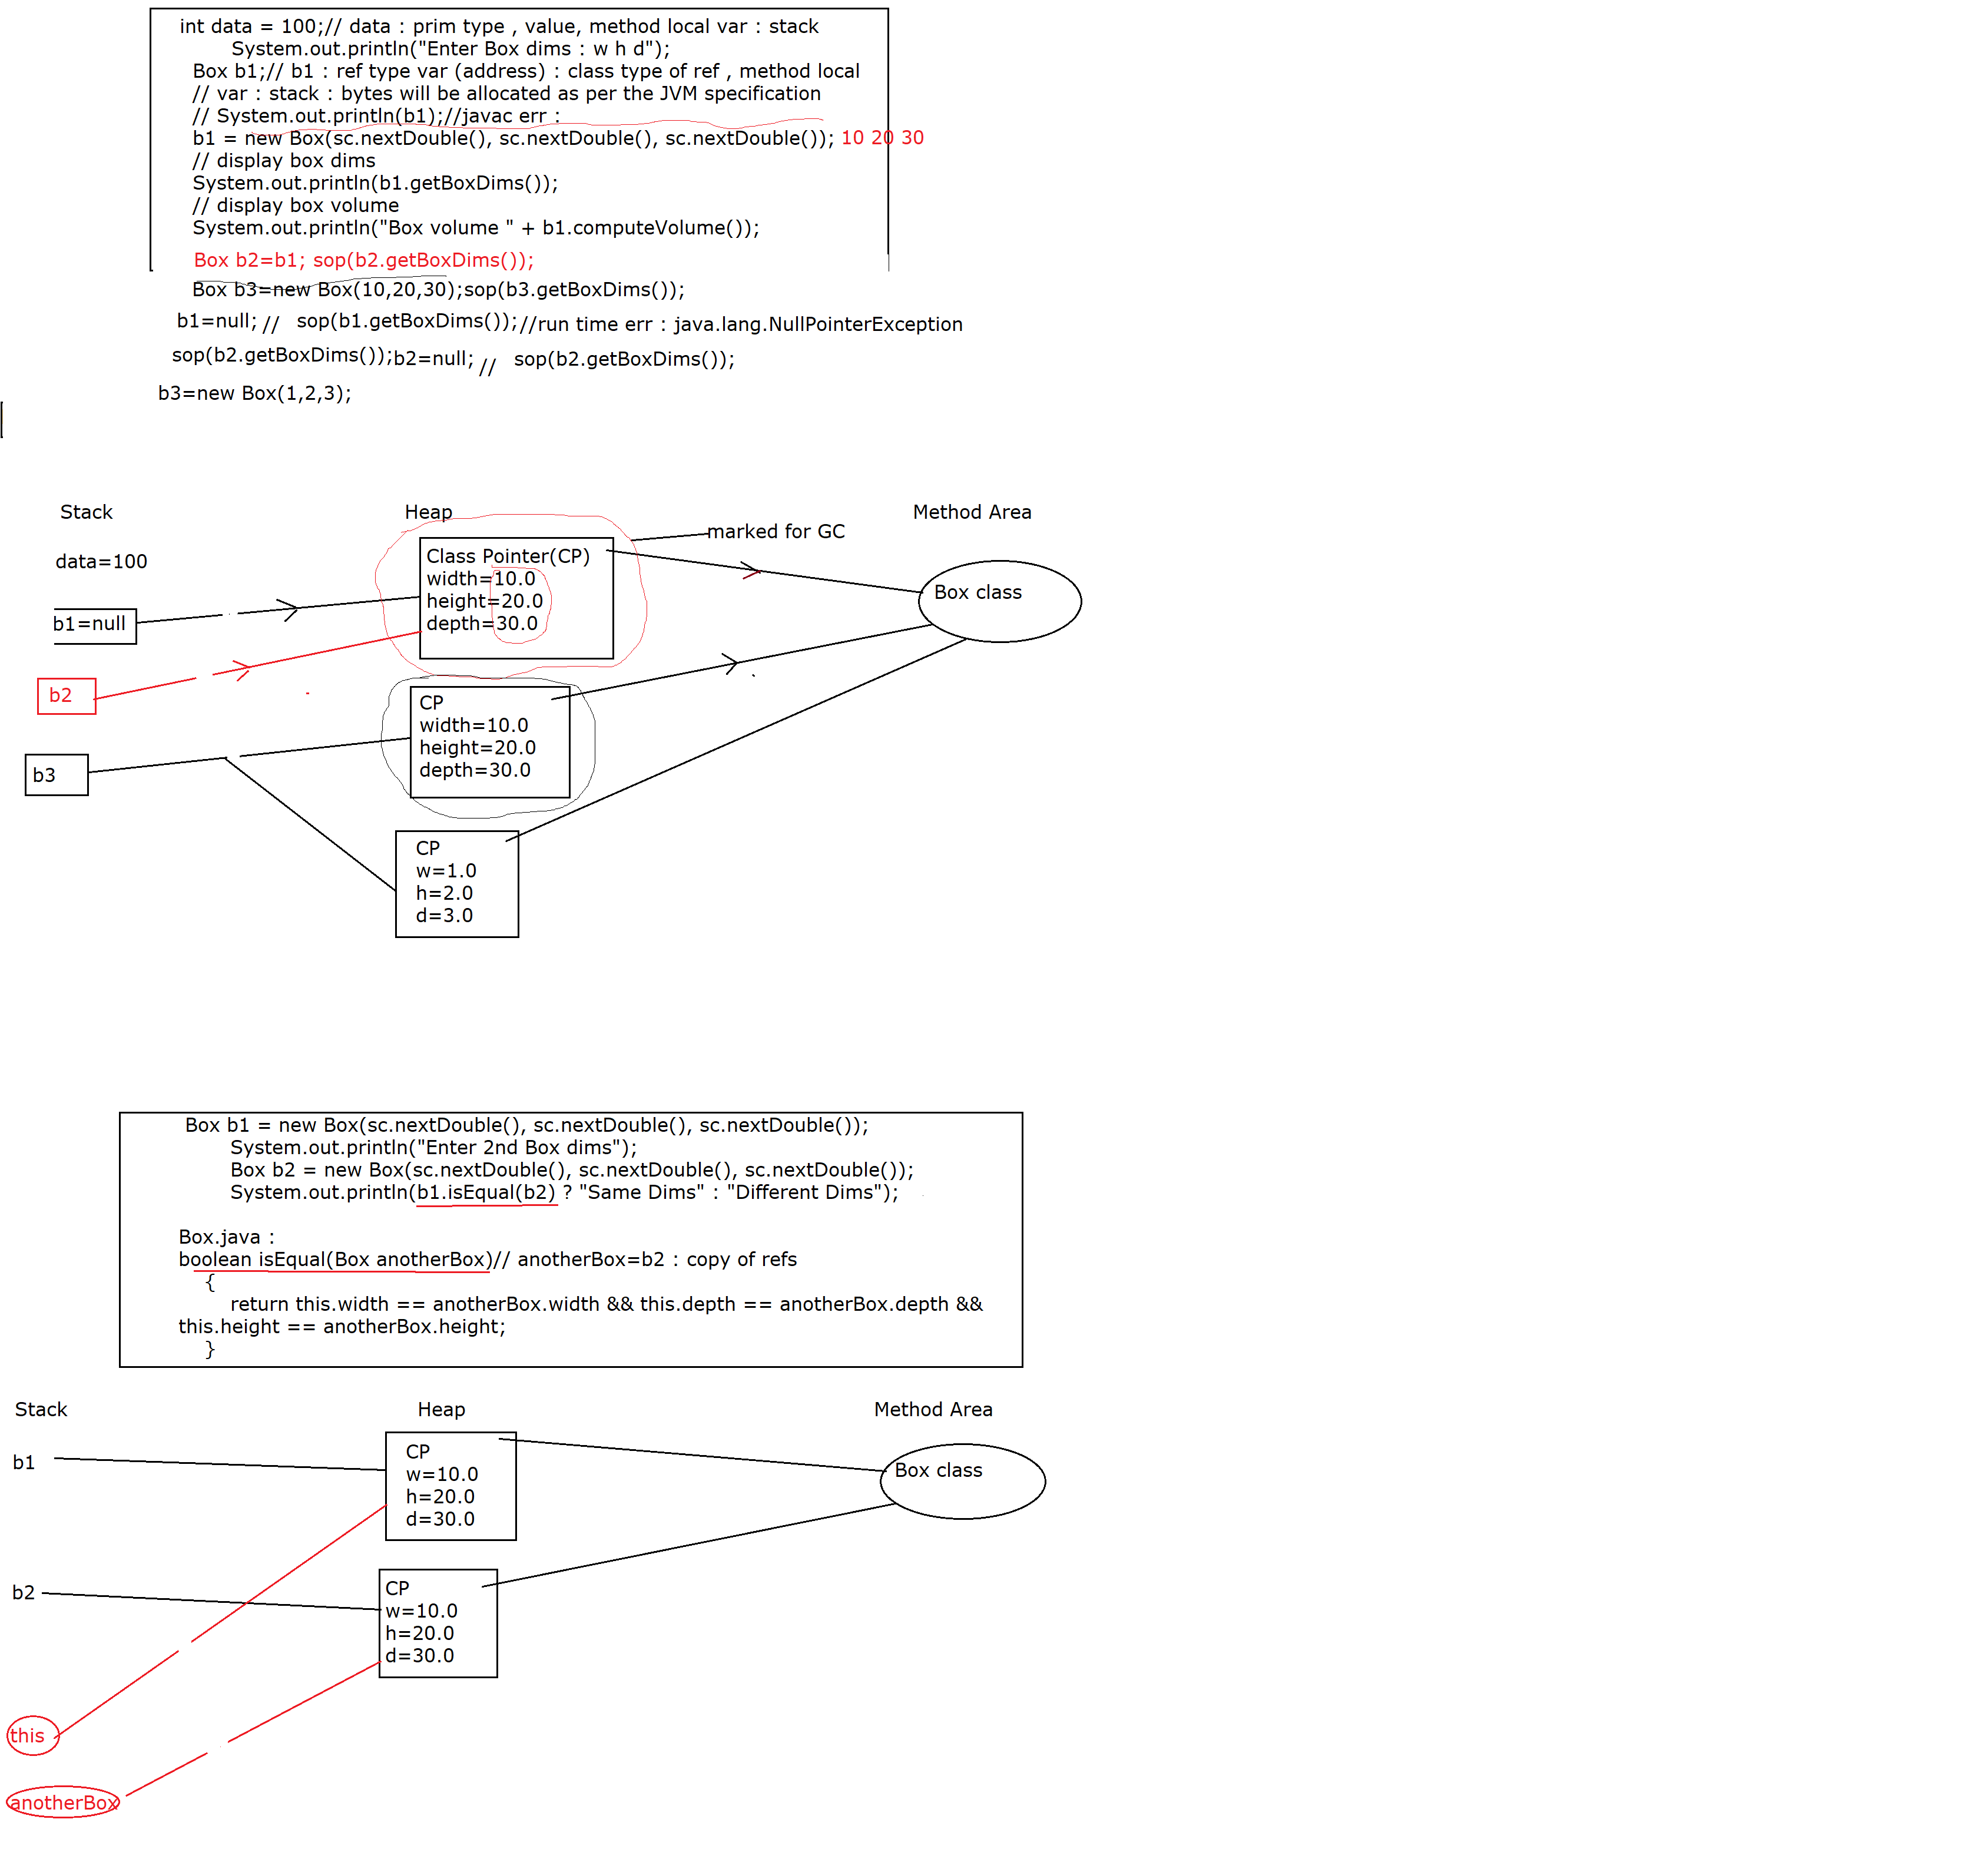 int data = 100;// data : prim type , value, method local var : stack
System.out.println("Enter Box dims : w h d");
Box b1;// b1 : ref type var (address) : class type of ref , method local
// var : stack : bytes will be allocated as per the JVM specification
// System.out.println(b1);//javac err :
b1 = new Box(sc.nextDouble(), sc.nextDouble(), sc.nextDouble()); 10 20 30
// display box dims
System.out.println(b1.getBoxDims());
// display box volume
System.out.println("Box volume " + b1.computeVolume());
Box b2=b1; sop(b2.getBoxDims());
Box b3=new Box(10,20,30);sop(b3.getBoxDims());
b1=null; // sop(b1.getBoxDims());//run time err : java.lang.NullPointerException
sop(b2.getBoxDims());b2=null; // sop(b2.getBoxDims());
b3=new Box(1,2,3);
Stack
Heap
Method Area
marked for GC
data=100
Class Pointer(CP)
width=10.0
height=20.0
depth=30.0
Box class
b1=null
b2
CP
width=10.0
height=20.0
depth=30.0
b3
CP
w=1.0
h=2.0
d=3.0
Box b1 = new Box(sc.nextDouble(), sc.nextDouble(), sc.nextDouble());
System.out.println("Enter 2nd Box dims");
Box b2 = new Box(sc.nextDouble(), sc.nextDouble(), sc.nextDouble());
System.out.println(b1.isEqual(b2) ? "Same Dims" : "Different Dims");
Box.java :
boolean isEqual(Box anotherBox)// anotherBox=b2 : copy of refs
{
return this.width == anotherBox.width && this.depth == anotherBox.depth &&
this.height == anotherBox.height;
}
Stack
Heap
Method Area
b1
CP
w=10.0
h=20.0
d=30.0
Box class
b2
CP
w=10.0
h=20.0
d=30.0
this
anotherBox